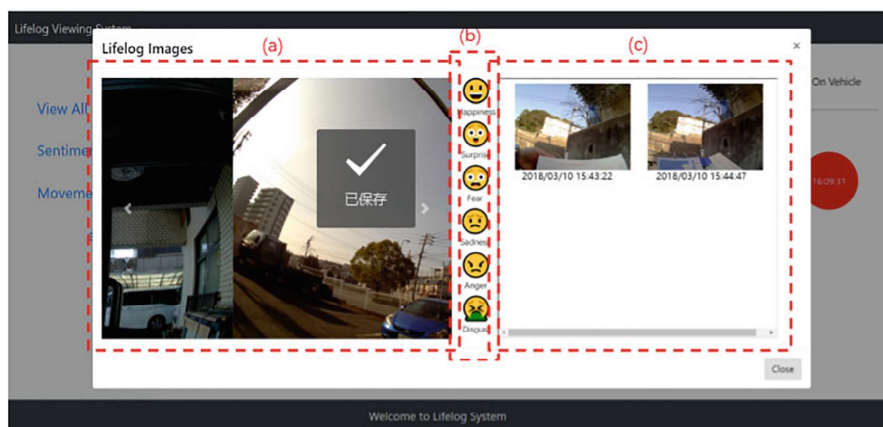 Lifelog Viewing System
Lifelog Images
(a)
(b)
(c)
×
On Vehicle
View All
Sentime
Moveme
已保存
Happiness
Surprise
Fear
Sadness
Anger
Disgust
2018/03/10 15:43:22
2018/03/10 15:44:47
16:09:31
Close
Welcome to Lifelog System